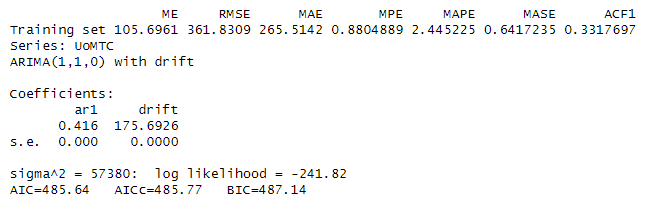 ME RMSE MAE MPE MAPE MASE ACF1
Training set 105.6961 361.8309 265.5142 0.8804889 2.445225 0.6417235 0.3317697
Series: UoMTC
ARIMA(1,1,0) with drift
Coefficients:
ar1 drift
0.416 175.6926
s.e. 0.000 0.0000
sigma^2 = 57380: log likelihood = -241.82
AIC=485.64 AICc=485.77 BIC=487.14